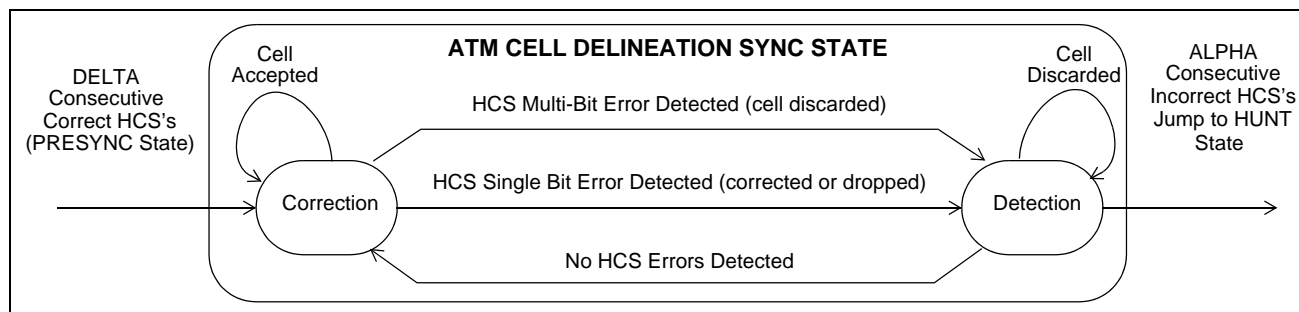 ATM CELL DELINEATION SYNC STATE
DELTA
Consecutive
Correct HCS's
(PRESYNC State)
Cell
Accepted
HCS Multi-Bit Error Detected (cell discarded)
Cell
Discarded
ALPHA
Consecutive
Incorrect HCS's
Jump to HUNT
State
Correction
HCS Single Bit Error Detected (corrected or dropped)
Detection
No HCS Errors Detected